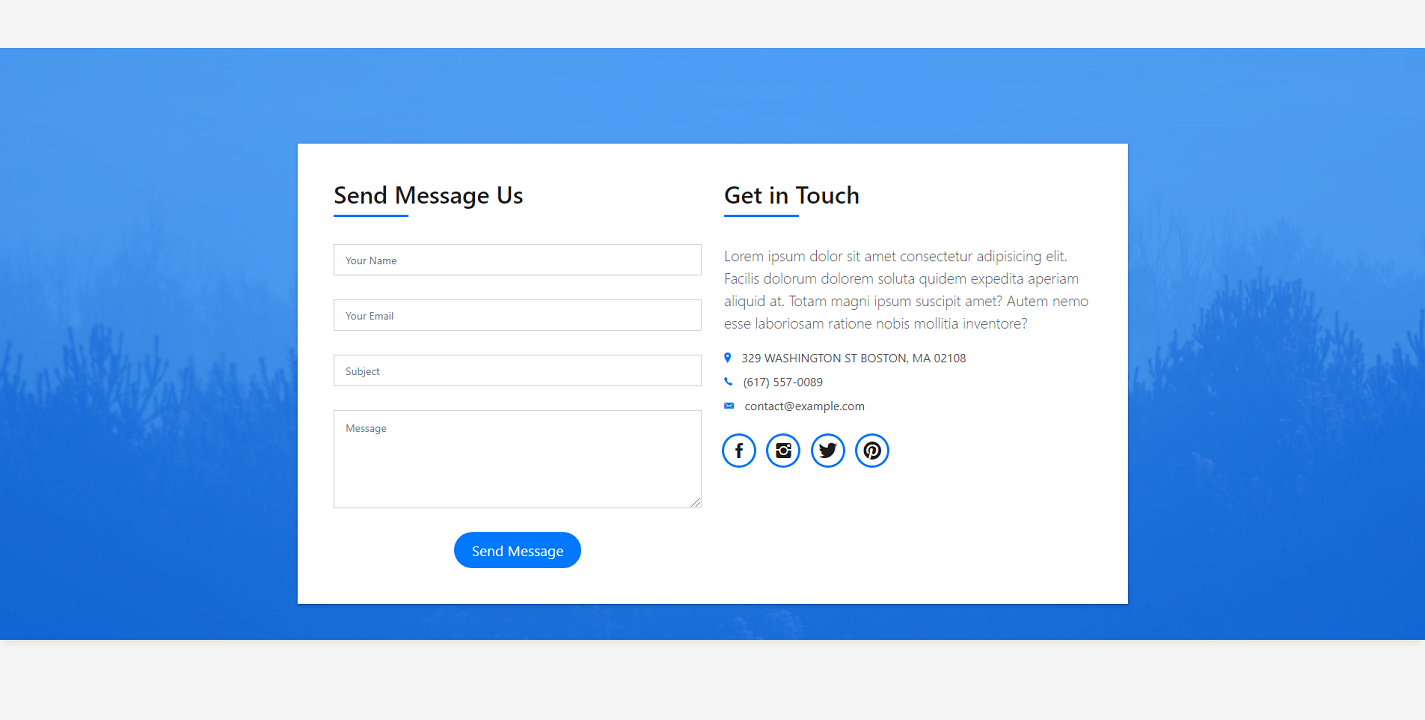 Send Message Us
Your Name
Your Email
Subject
Message
Send Message
Get in Touch
Lorem ipsum dolor sit amet consectetur adipisicing elit.
Facilis dolorum dolorem soluta quidem expedita aperiam
aliquid at. Totam magni ipsum suscipit amet? Autem nemo
esse laboriosam ratione nobis mollitia inventore?
329 WASHINGTON ST BOSTON, MA 02108
(617) 557-0089
contact@example.com